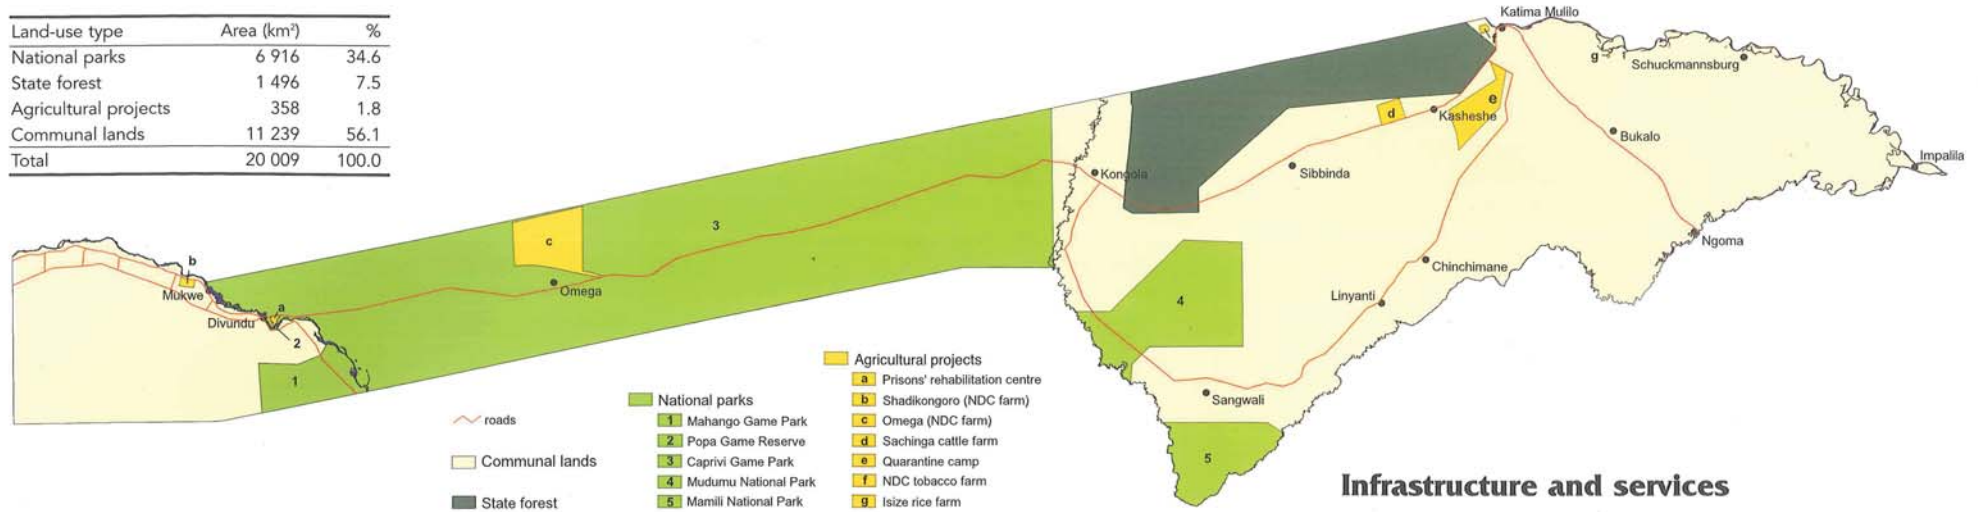 Land-use type Area (km²) %
National parks 6 916 34.6
State forest 1 496 7.5
Agricultural projects 358 1.8
Communal lands 11 239 56.1
Total 20 009 100.0
Katima Mulilo
f
g
Schuckmannsburg
e
d
Kasheshe
Bukalo
Impalila
Kongola
Sibbinda
3
c
b
Mukwe
Omega
Ngoma
Chinchimane
Linyanti
4
a
Divundu
2
1
Sangwali
5
roads
Communal lands
State forest
National parks
1 Mahango Game Park
2 Popa Game Reserve
3 Caprivi Game Park
4 Mudumu National Park
5 Mamili National Park
Agricultural projects
a Prisons' rehabilitation centre
b Shadikongoro (NDC farm)
c Omega (NDC farm)
d Sachinga cattle farm
e Quarantine camp
f NDC tobacco farm
g Isize rice farm
Infrastructure and services